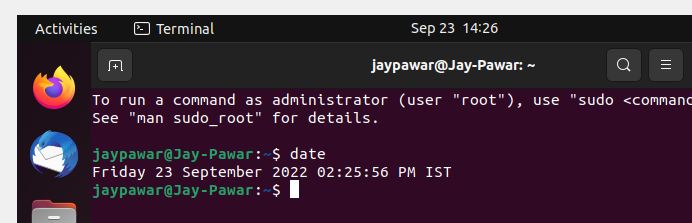 Activities Terminal Sep 23 14:26
jaypawar@Jay-Pawar: ~
To run a command as administrator (user "root"), use "sudo <command
See "man sudo_root" for details.
jaypawar@Jay-Pawar:~$ date
Friday 23 September 2022 02:25:56 PM IST
jaypawar@Jay-Pawar:~$